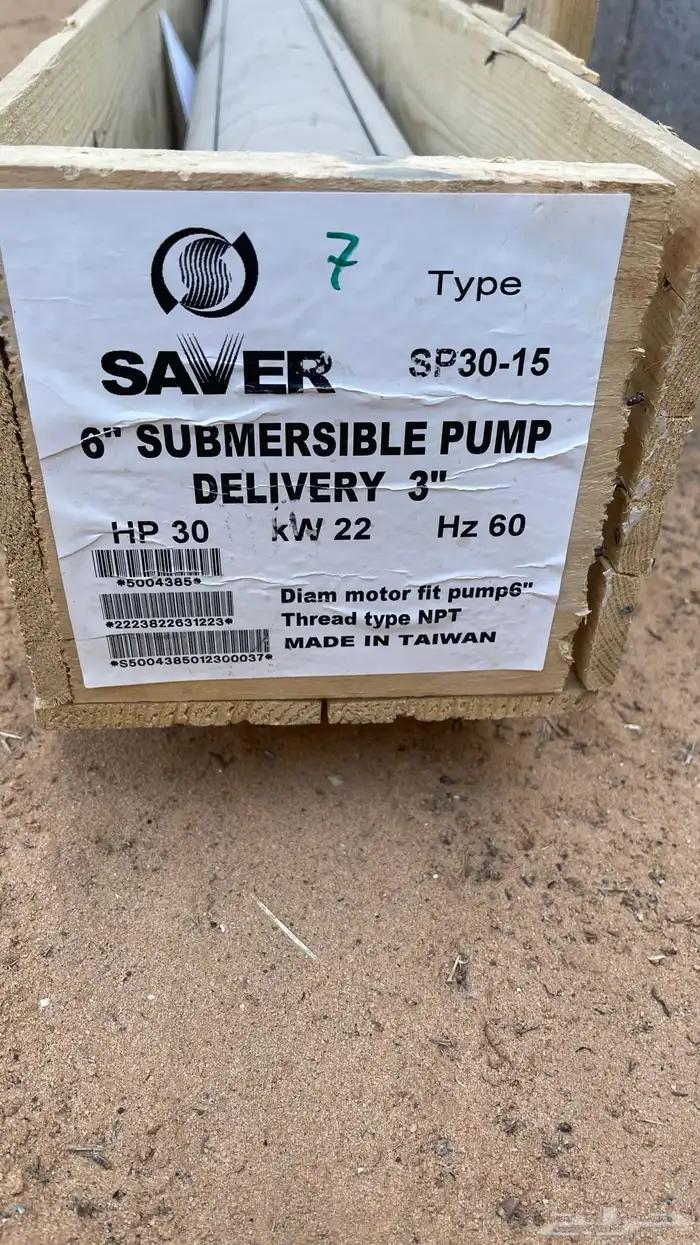 7
Type
SAVER
SP30-15
6" SUBMERSIBLE PUMP
DELIVERY 3"
HP 30 kW 22 Hz 60
*5004385*
*2223822631223*
*S5004385012300037*
Diam motor fit pump6"
Thread type NPT
MADE IN TAIWAN
حراج